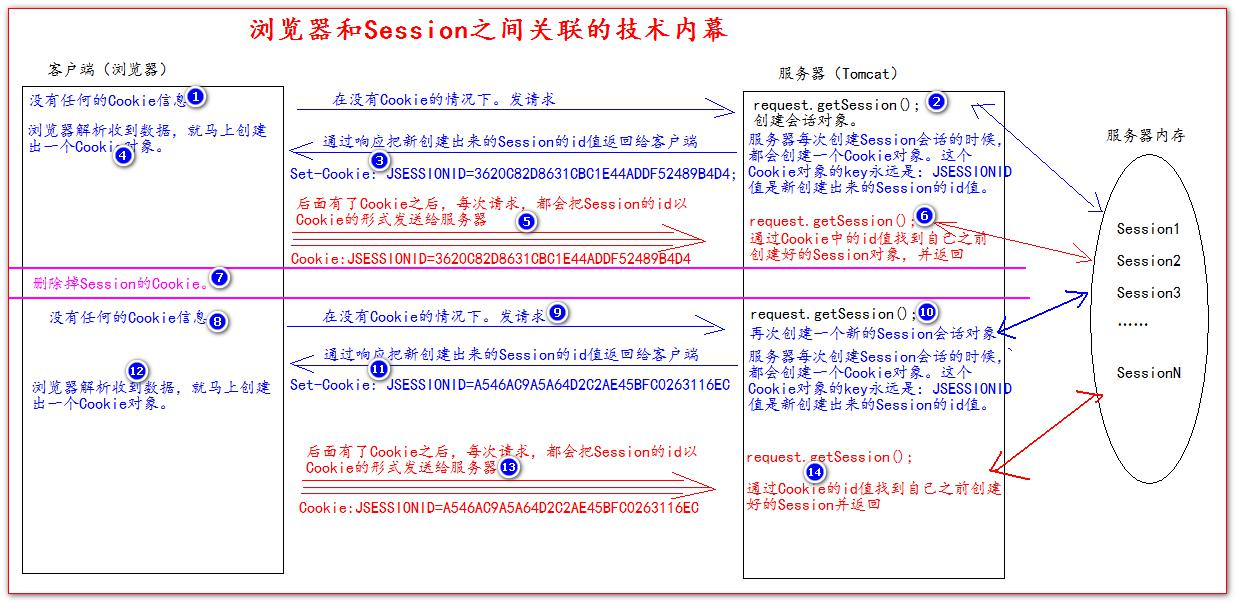 浏览器和Session之间关联的技术内幕
客户端（浏览器）
服务器（Tomcat）
服务器内存
没有任何的Cookie信息
1
浏览器解析收到数据，就马上创建
出一个Cookie对象。
4
在没有Cookie的情况下。发请求
通过响应把新创建出来的Session的id值返回给客户端
3
Set-Cookie: JSESSIONID=3620C82D8631CBC1E44ADDF52489B4D4;
request.getSession();
2
创建会话对象。
服务器每次创建Session会话的时候，
都会创建一个Cookie对象。这个
Cookie对象的key永远是：JSESSIONID
值是新创建出来的Session的id值。
后面有了Cookie之后，每次请求，都会把Session的id以
Cookie的形式发送给服务器
5
Cookie:JSESSIONID=3620C82D8631CBC1E44ADDF52489B4D4
request.getSession();
6
通过Cookie中的id值找到自己之前
创建好的Session对象，并返回
Session1
Session2
Session3
......
SessionN
删除掉Session的Cookie。
7
没有任何的Cookie信息
8
在没有Cookie的情况下。发请求
9
request.getSession();
10
再次创建一个新的Session会话对象
通过响应把新创建出来的Session的id值返回给客户端
11
Set-Cookie: JSESSIONID=A546AC9A5A64D2C2AE45BFC0263116EC
服务器每次创建Session会话的时候，
都会创建一个Cookie对象。这个
Cookie对象的key永远是：JSESSIONID
值是新创建出来的Session的id值。
12
浏览器解析收到数据，就马上创建
出一个Cookie对象。
后面有了Cookie之后，每次请求，都会把Session的id以
Cookie的形式发送给服务器
13
Cookie:JSESSIONID=A546AC9A5A64D2C2AE45BFC0263116EC
request.getSession();
14
通过Cookie的id值找到自己之前创建
好的Session并返回